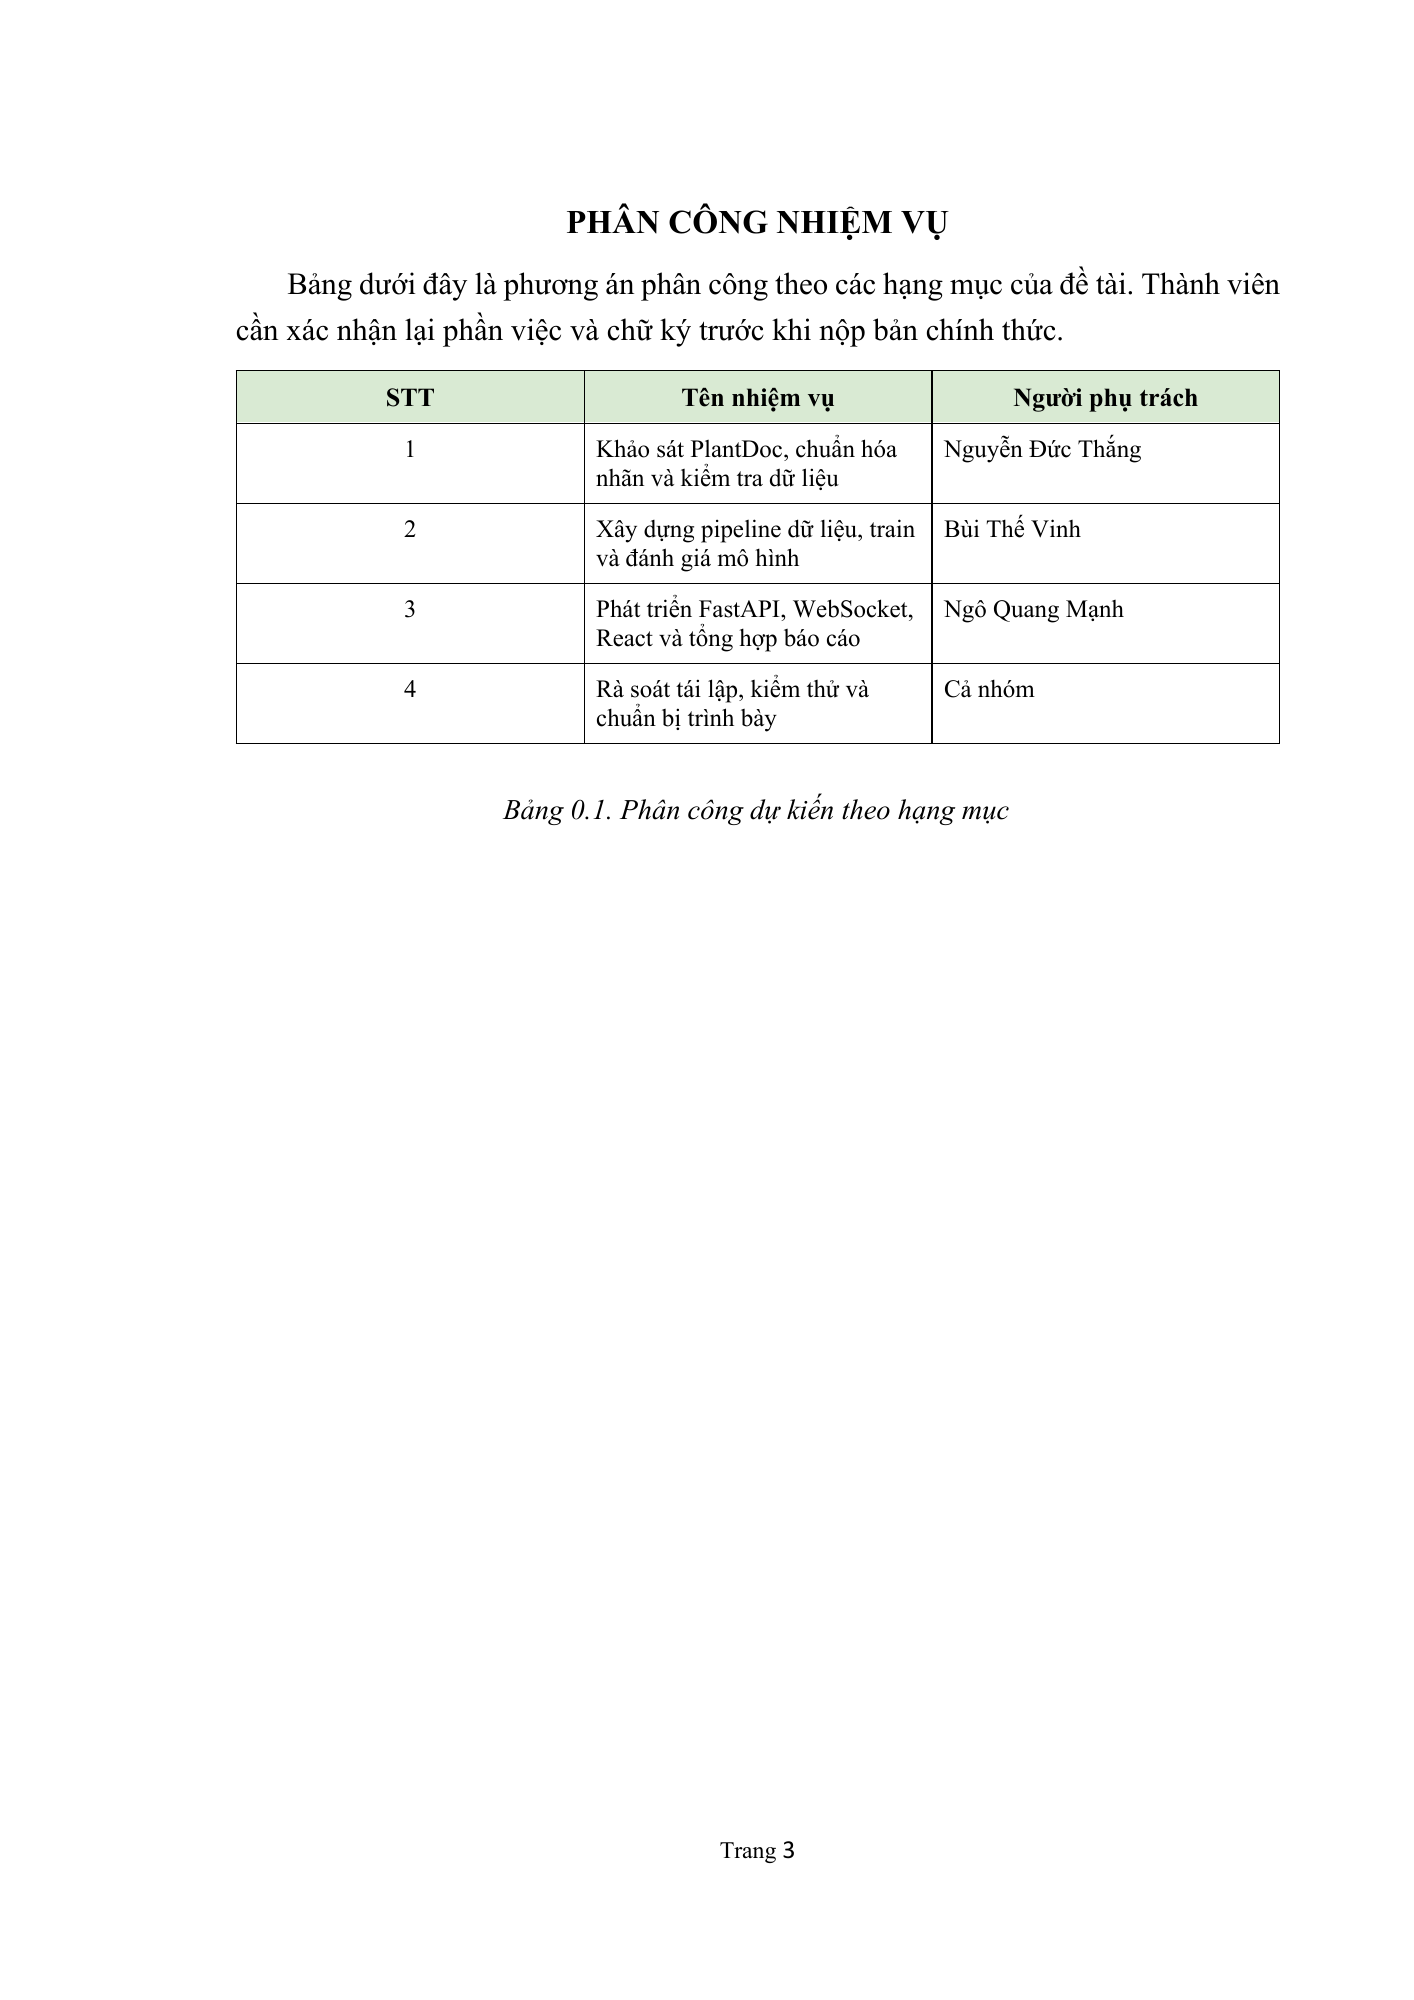 PHÂN CÔNG NHIỆM VỤ
Bảng dưới đây là phương án phân công theo các hạng mục của đề tài. Thành viên
cần xác nhận lại phần việc và chữ ký trước khi nộp bản chính thức.
STT Tên nhiệm vụ Người phụ trách
1 Khảo sát PlantDoc, chuẩn hóa Nguyễn Đức Thắng
nhãn và kiểm tra dữ liệu
2 Xây dựng pipeline dữ liệu, train Bùi Thế Vinh
và đánh giá mô hình
3 Phát triển FastAPI, WebSocket, Ngô Quang Mạnh
React và tổng hợp báo cáo
4 Rà soát tái lập, kiểm thử và Cả nhóm
chuẩn bị trình bày
Bảng 0.1. Phân công dự kiến theo hạng mục
Trang 3